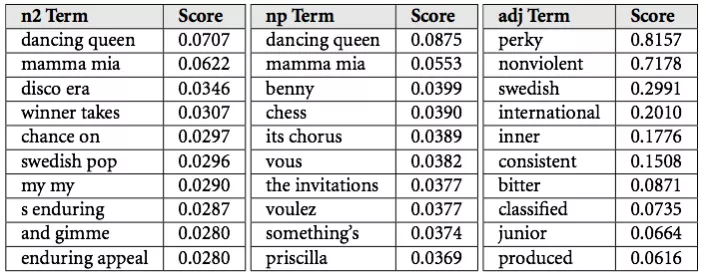 n2 Term Score np Term Score adj Term Score
dancing queen 0.0707 dancing queen 0.0875 perky 0.8157
mamma mia 0.0622 mamma mia 0.0553 nonviolent 0.7178
disco era 0.0346 benny 0.0399 swedish 0.2991
winner takes 0.0307 chess 0.0390 international 0.2010
chance on 0.0297 its chorus 0.0389 inner 0.1776
swedish pop 0.0296 vous 0.0382 consistent 0.1508
my my 0.0290 the invitations 0.0377 bitter 0.0871
s enduring 0.0287 voulez 0.0377 classified 0.0735
and gimme 0.0280 something's 0.0374 junior 0.0664
enduring appeal 0.0280 priscilla 0.0369 produced 0.0616